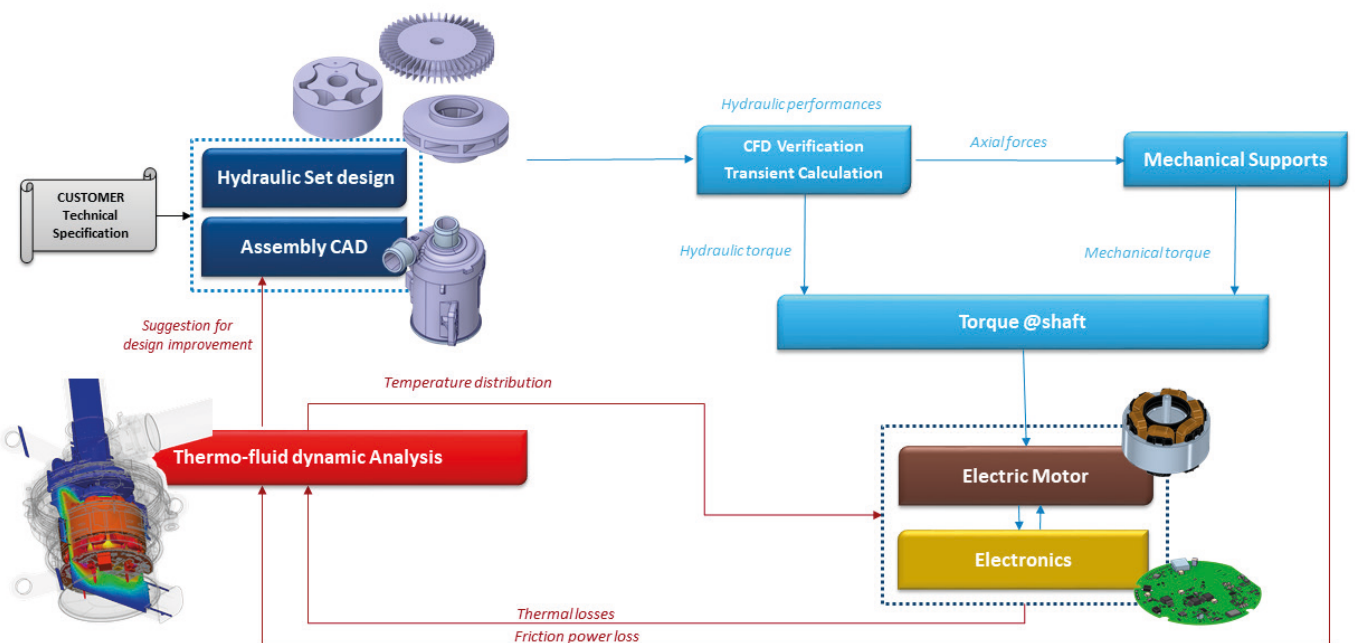 Hydraulic performances
CFD Verification
Transient Calculation
Axial forces
Mechanical Supports
Hydraulic Set design
Assembly CAD
CUSTOMER
Technical
Specification
Hydraulic torque
Mechanical torque
Torque @shaft
Suggestion for
design improvement
Temperature distribution
Thermo-fluid dynamic Analysis
Electric Motor
Electronics
Thermal losses
Friction power loss